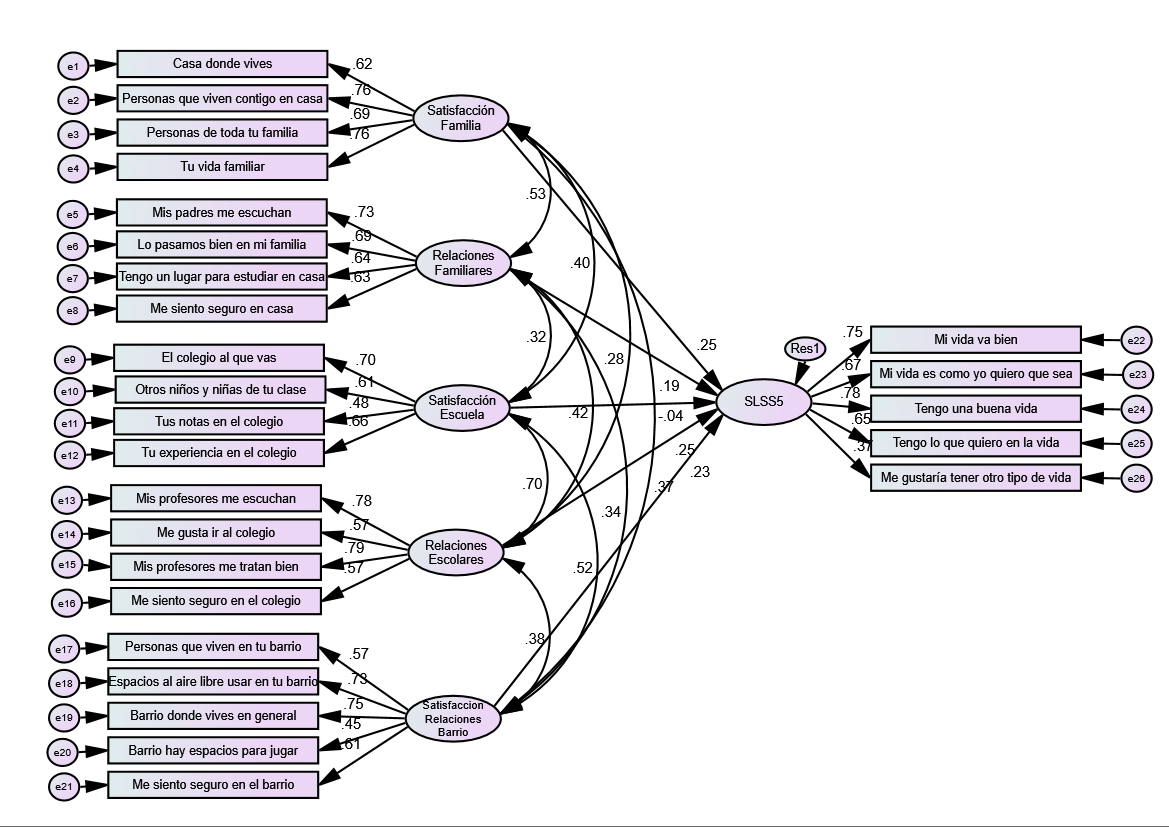 e1
Casa donde vives
.62
e2
Personas que viven contigo en casa
.76
e3
Personas de toda tu familia
.69
e4
Tu vida familiar
.76
Satisfacción
Familia
e5
Mis padres me escuchan
.73
e6
Lo pasamos bien en mi familia
.69
e7
Tengo un lugar para estudiar en casa
.64
e8
Me siento seguro en casa
.63
Relaciones
Familiares
e9
El colegio al que vas
.70
e10
Otros niños y niñas de tu clase
.61
e11
Tus notas en el colegio
.48
e12
Tu experiencia en el colegio
.66
Satisfacción
Escuela
e13
Mis profesores me escuchan
.78
e14
Me gusta ir al colegio
.57
e15
Mis profesores me tratan bien
.79
e16
Me siento seguro en el colegio
.57
Relaciones
Escolares
e17
Personas que viven en tu barrio
.57
e18
Espacios al aire libre usar en tu barrio
.73
e19
Barrio donde vives en general
.75
e20
Barrio hay espacios para jugar
.45
e21
Me siento seguro en el barrio
.61
Satisfaccion
Relaciones
Barrio
.53
.40
.32
.28
.42
.70
.37
.34
.52
.38
.25
.19
-.04
.25
.23
Res1
SLSS5
.75
Mi vida va bien
e22
.67
Mi vida es como yo quiero que sea
e23
.78
Tengo una buena vida
e24
.65
Tengo lo que quiero en la vida
e25
.37
Me gustaría tener otro tipo de vida
e26